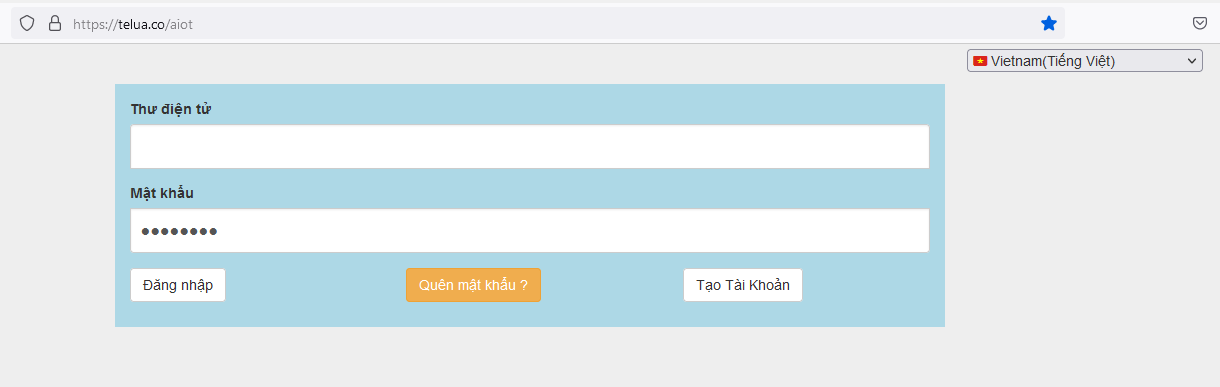 https://telua.co/aiot
Vietnam(Tiếng Việt)
Thư điện tử
Mật khẩu
●●●●●●●●
Đăng nhập
Quên mật khẩu ?
Tạo Tài Khoản